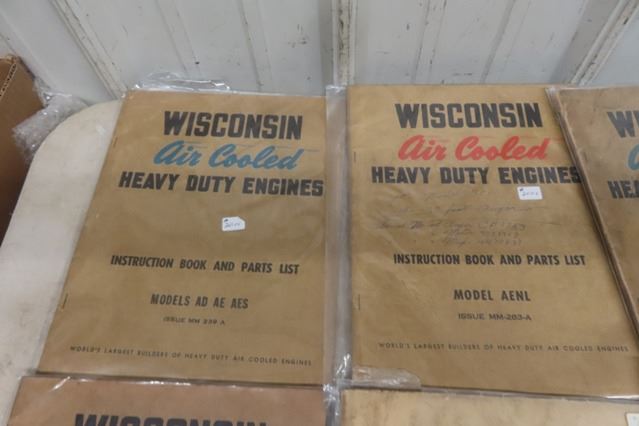 WISCONSIN
Air Cooled
HEAVY DUTY ENGINES
INSTRUCTION BOOK AND PARTS LIST
MODELS AD AE AES
ISSUE MM 239 A
WORLD'S LARGEST BUILDERS OF HEAVY DUTY AIR COOLED ENGINES
WISCONSIN
Air Cooled
HEAVY DUTY ENGINES
INSTRUCTION BOOK AND PARTS LIST
MODEL AENL
ISSUE MM-283-A
WORLD'S LARGEST BUILDERS OF HEAVY DUTY AIR COOLED ENGINES
WISCONSIN